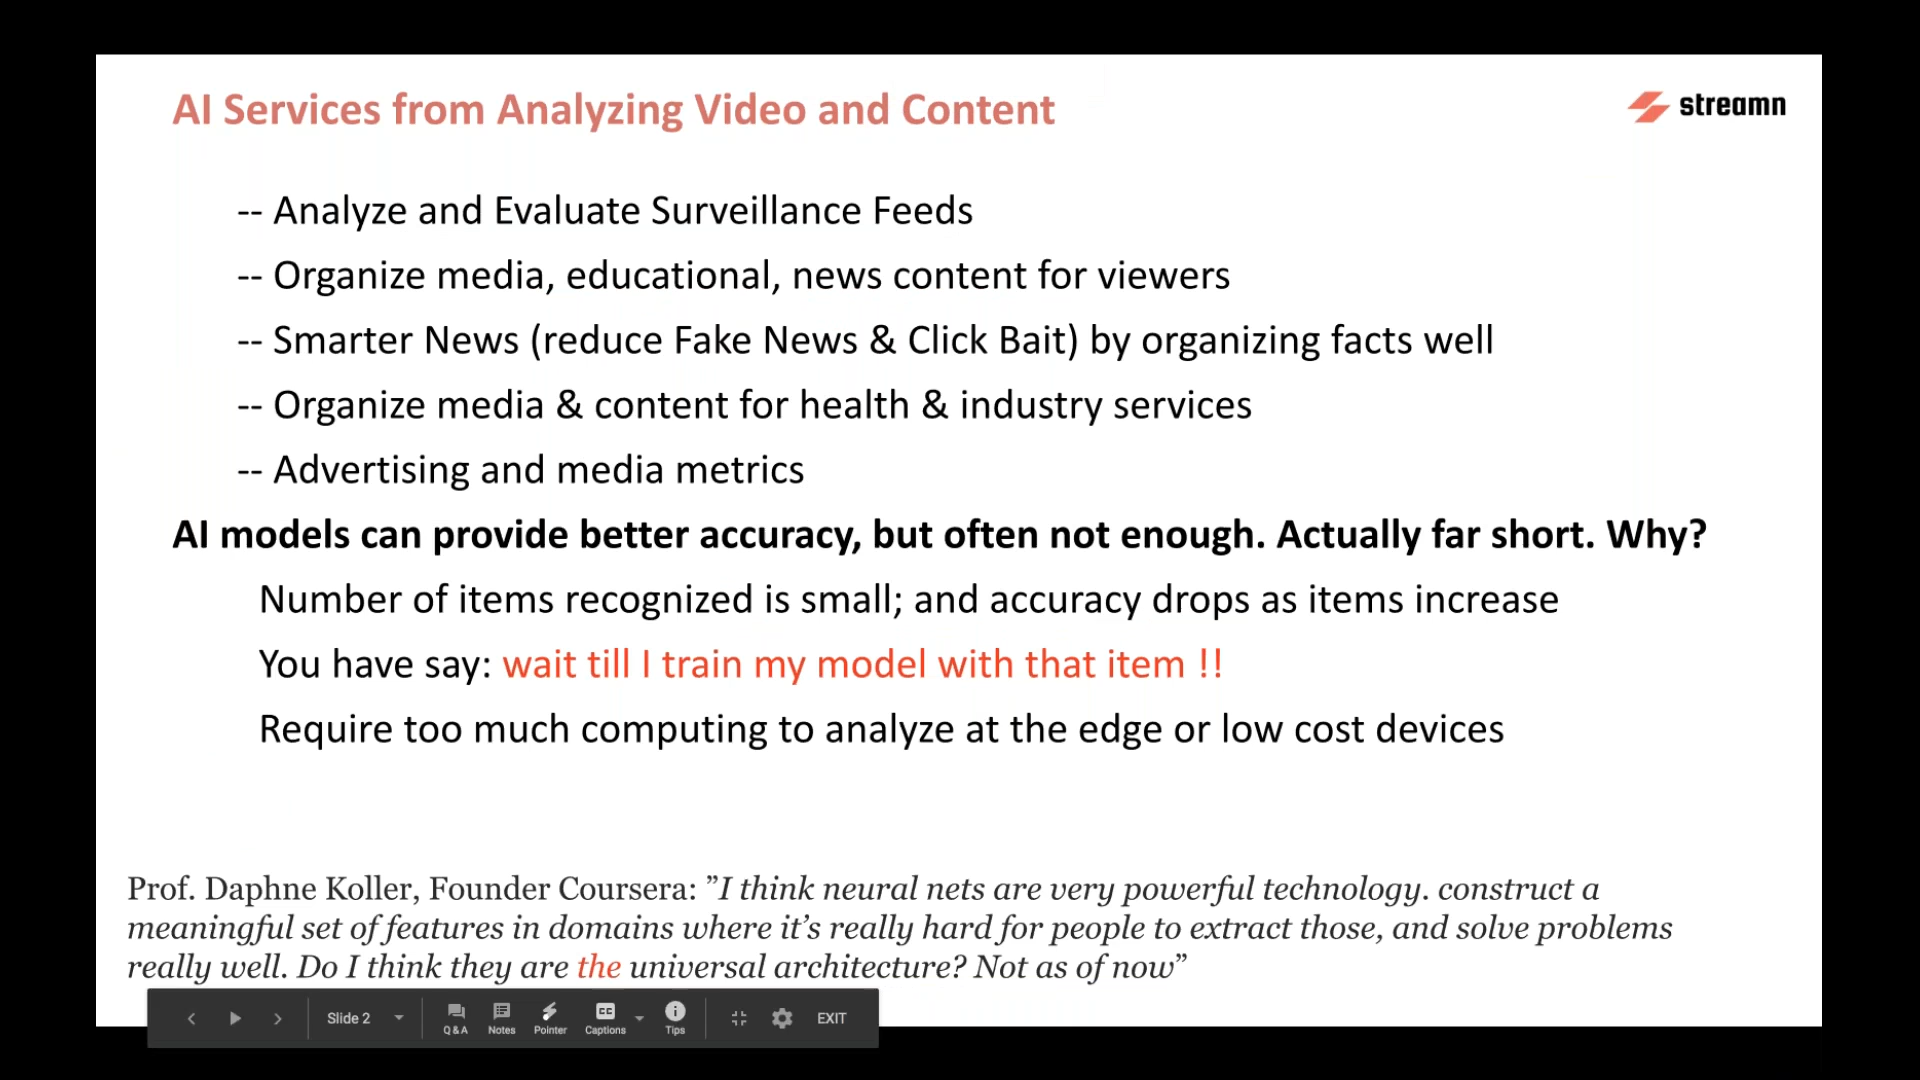 AI Services from Analyzing Video and Content
streamn
-- Analyze and Evaluate Surveillance Feeds
-- Organize media, educational, news content for viewers
-- Smarter News (reduce Fake News & Click Bait) by organizing facts well
-- Organize media & content for health & industry services
-- Advertising and media metrics
AI models can provide better accuracy, but often not enough. Actually far short. Why?
Number of items recognized is small; and accuracy drops as items increase
You have say: wait till I train my model with that item !!
Require too much computing to analyze at the edge or low cost devices
Prof. Daphne Koller, Founder Coursera: ”I think neural nets are very powerful technology. construct a
meaningful set of features in domains where it’s really hard for people to extract those, and solve problems
really well. Do I think they are the universal architecture? Not as of now”
Slide 2
Q&A
Notes
Pointer
CC
Captions
Tips
EXIT